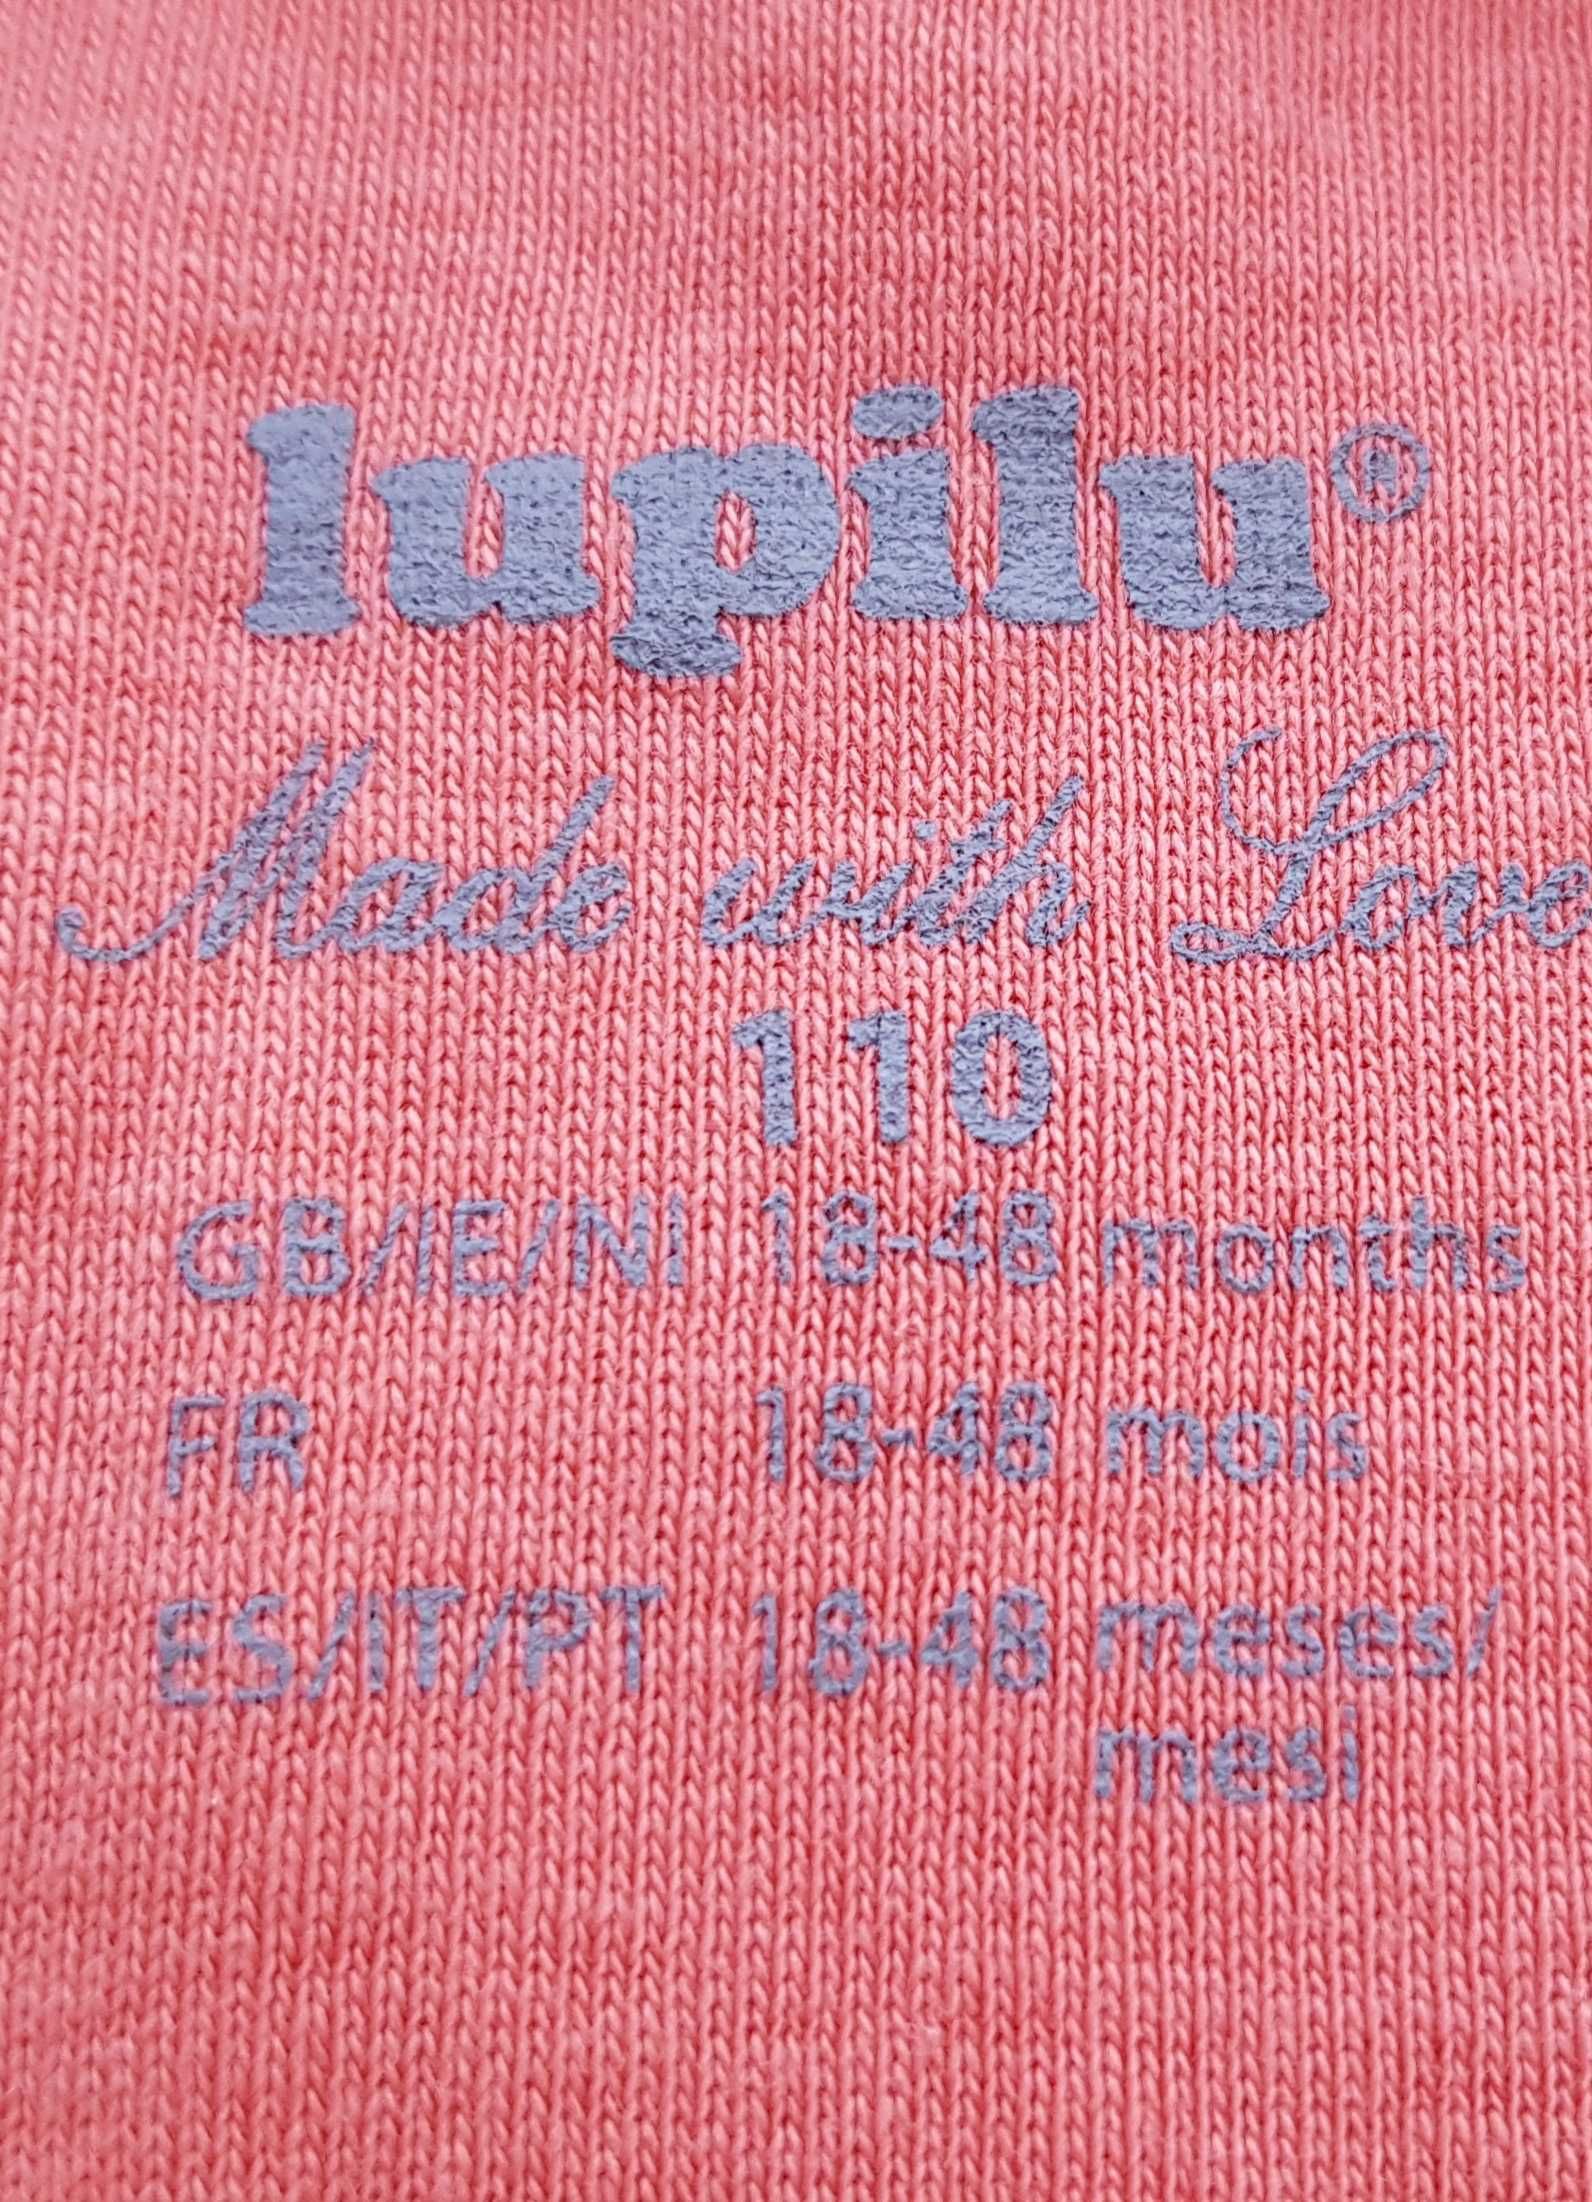 lupilu®
Made with Love
110
GB/IE/NI 18-48 months
FR 18-48 mois
ES/IT/PT 18-48 meses/
mesi